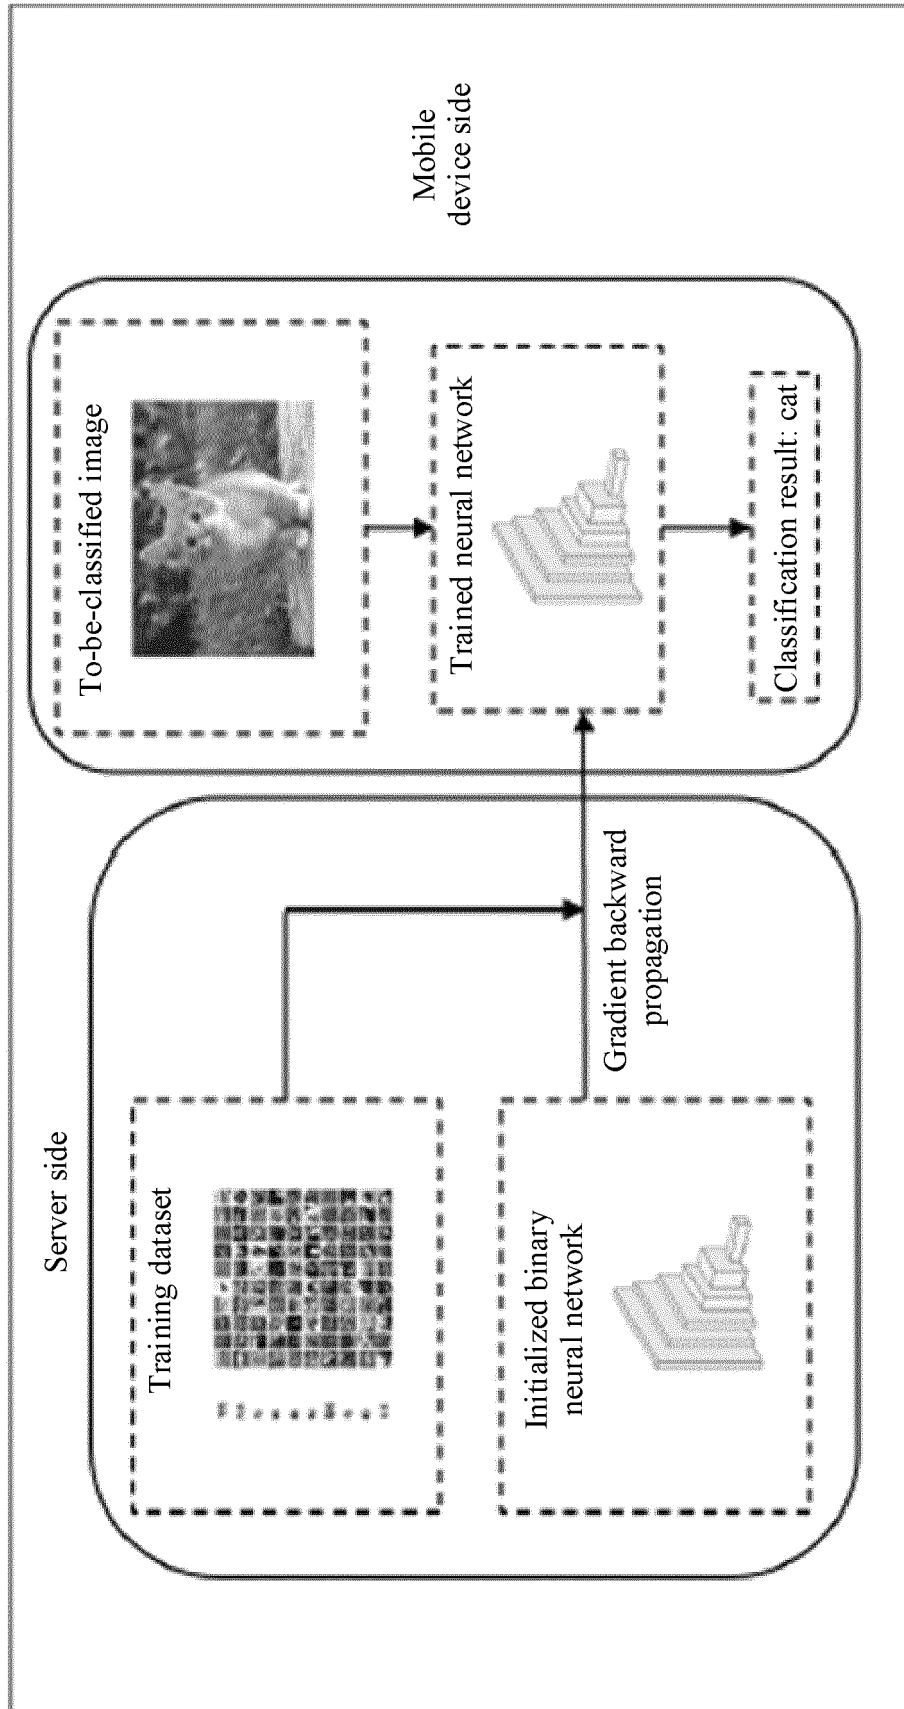 Server side
Training dataset
Initialized binary
neural network
Gradient backward
propagation
To-be-classified image
Trained neural network
Classification result: cat
Mobile
device side